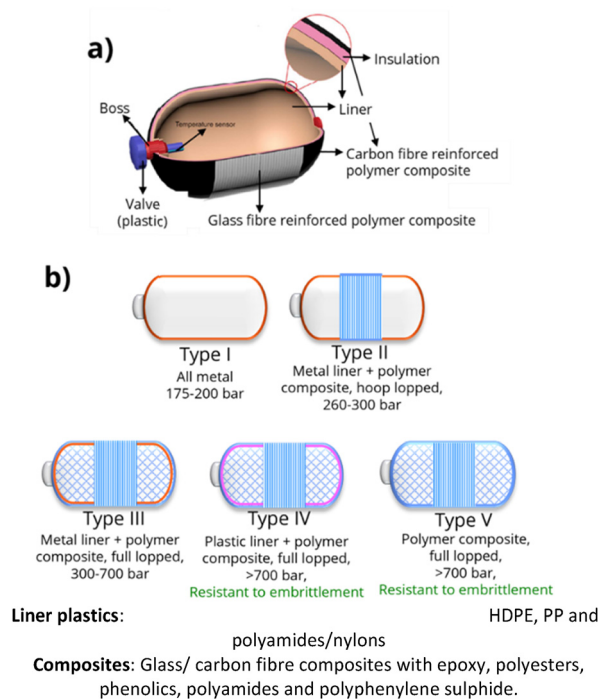 a)
Insulation
Liner
Boss
Temperature sensor
Carbon fibre reinforced
polymer composite
Valve
(plastic)
Glass fibre reinforced polymer composite
b)
Type I
All metal
175-200 bar
Type II
Metal liner + polymer
composite, hoop lopped,
260-300 bar
Type III
Metal liner + polymer
composite, full lopped,
300-700 bar
Type IV
Plastic liner + polymer
composite, full lopped,
>700 bar,
Resistant to embrittlement
Type V
Polymer composite,
full lopped,
>700 bar,
Resistant to embrittlement
Liner plastics: HDPE, PP and
polyamides/nylons
Composites: Glass/ carbon fibre composites with epoxy, polyesters,
phenolics, polyamides and polyphenylene sulphide.